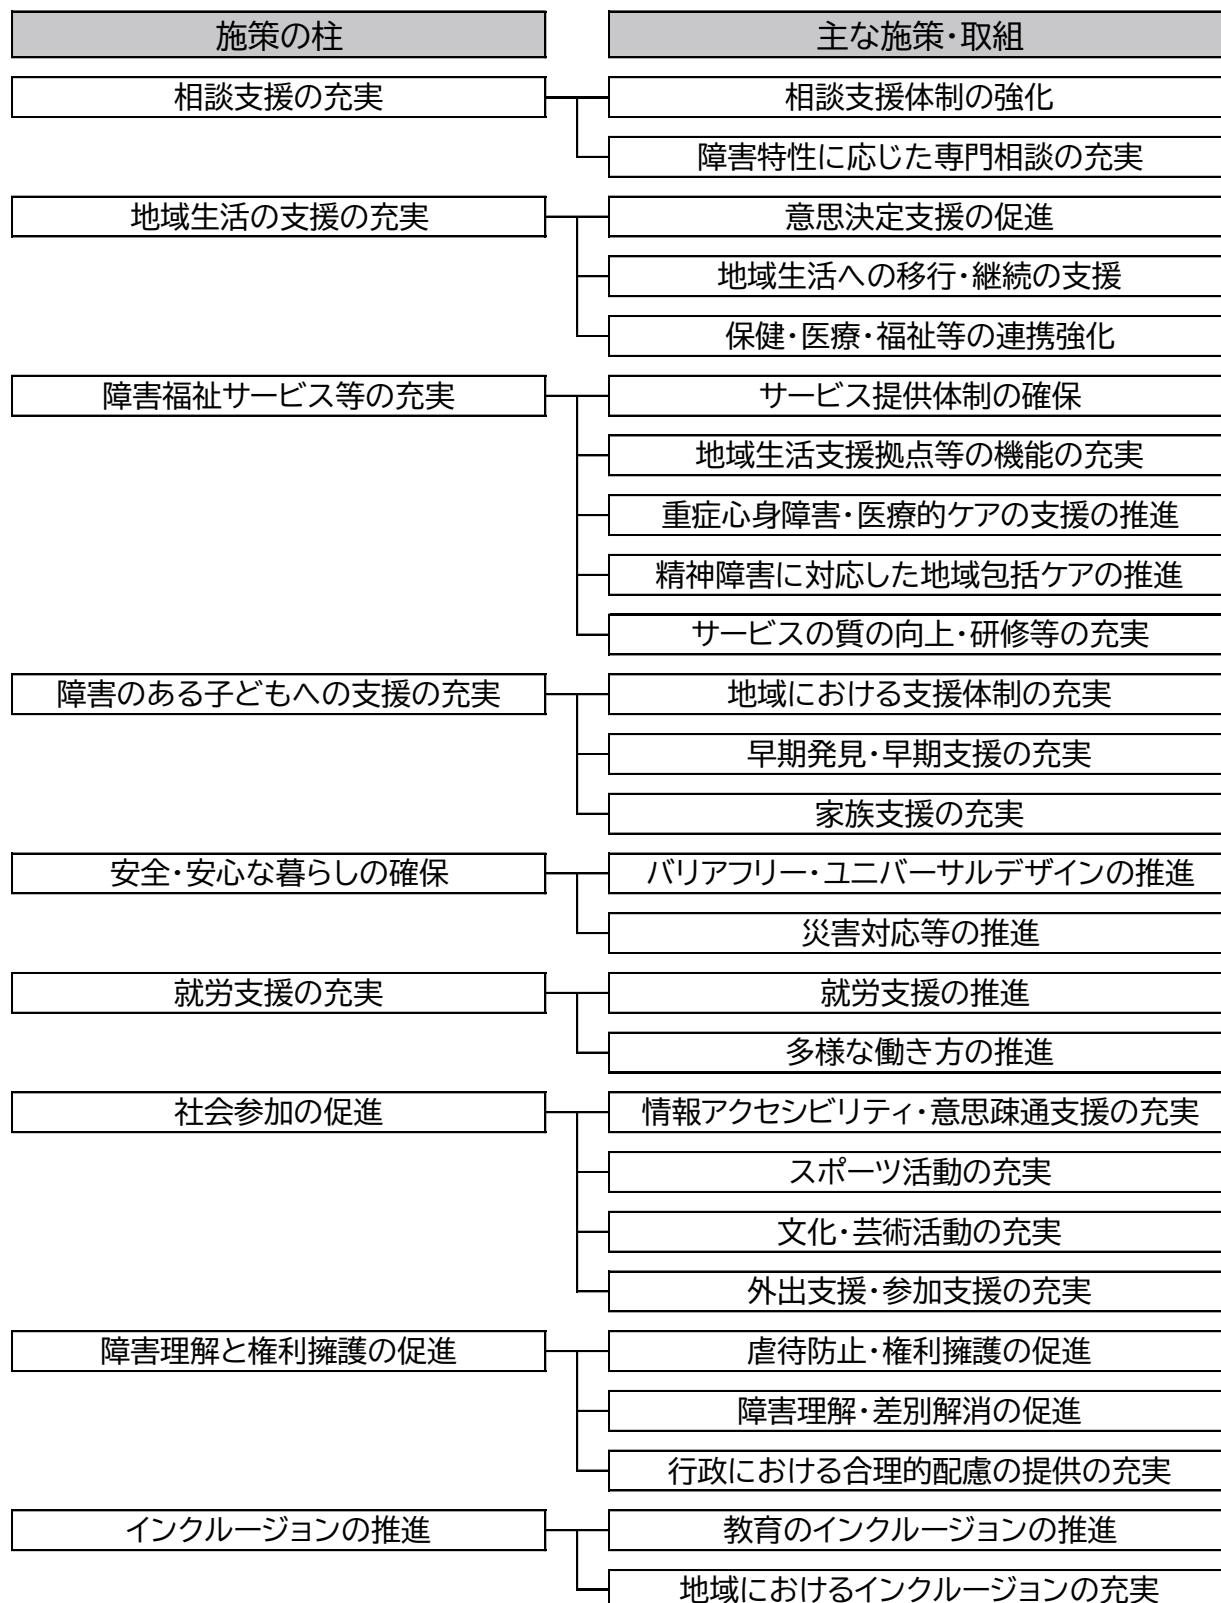 施策の柱
主な施策・取組
相談支援の充実
相談支援体制の強化
障害特性に応じた専門相談の充実
地域生活の支援の充実
意思決定支援の促進
地域生活への移行・継続の支援
保健・医療・福祉等の連携強化
障害福祉サービス等の充実
サービス提供体制の確保
地域生活支援拠点等の機能の充実
重症心身障害・医療的ケアの支援の推進
精神障害に対応した地域包括ケアの推進
サービスの質の向上・研修等の充実
障害のある子どもへの支援の充実
地域における支援体制の充実
早期発見・早期支援の充実
家族支援の充実
安全・安心な暮らしの確保
バリアフリー・ユニバーサルデザインの推進
災害対応等の推進
就労支援の充実
就労支援の推進
多様な働き方の推進
社会参加の促進
情報アクセシビリティ・意思疎通支援の充実
スポーツ活動の充実
文化・芸術活動の充実
外出支援・参加支援の充実
障害理解と権利擁護の促進
虐待防止・権利擁護の促進
障害理解・差別解消の促進
行政における合理的配慮の提供の充実
インクルージョンの推進
教育のインクルージョンの推進
地域におけるインクルージョンの充実